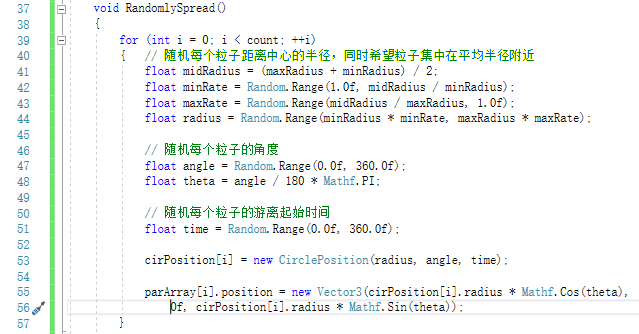 37 void RandomlySpread()
38 {
39 for (int i = 0; i < count; ++i)
40 { // 随机每个粒子距离中心的半径，同时希望粒子集中在平均半径附近
41 float midRadius = (maxRadius + minRadius) / 2;
42 float minRate = Random.Range(1.0f, midRadius / minRadius);
43 float maxRate = Random.Range(midRadius / maxRadius, 1.0f);
44 float radius = Random.Range(minRadius * minRate, maxRadius * maxRate);
45
46 // 随机每个粒子的角度
47 float angle = Random.Range(0.0f, 360.0f);
48 float theta = angle / 180 * Mathf.PI;
49
50 // 随机每个粒子的游离起始时间
51 float time = Random.Range(0.0f, 360.0f);
52
53 cirPosition[i] = new CirclePosition(radius, angle, time);
54
55 parArray[i].position = new Vector3(cirPosition[i].radius * Mathf.Cos(theta),
56 0f, cirPosition[i].radius * Mathf.Sin(theta));
57 }